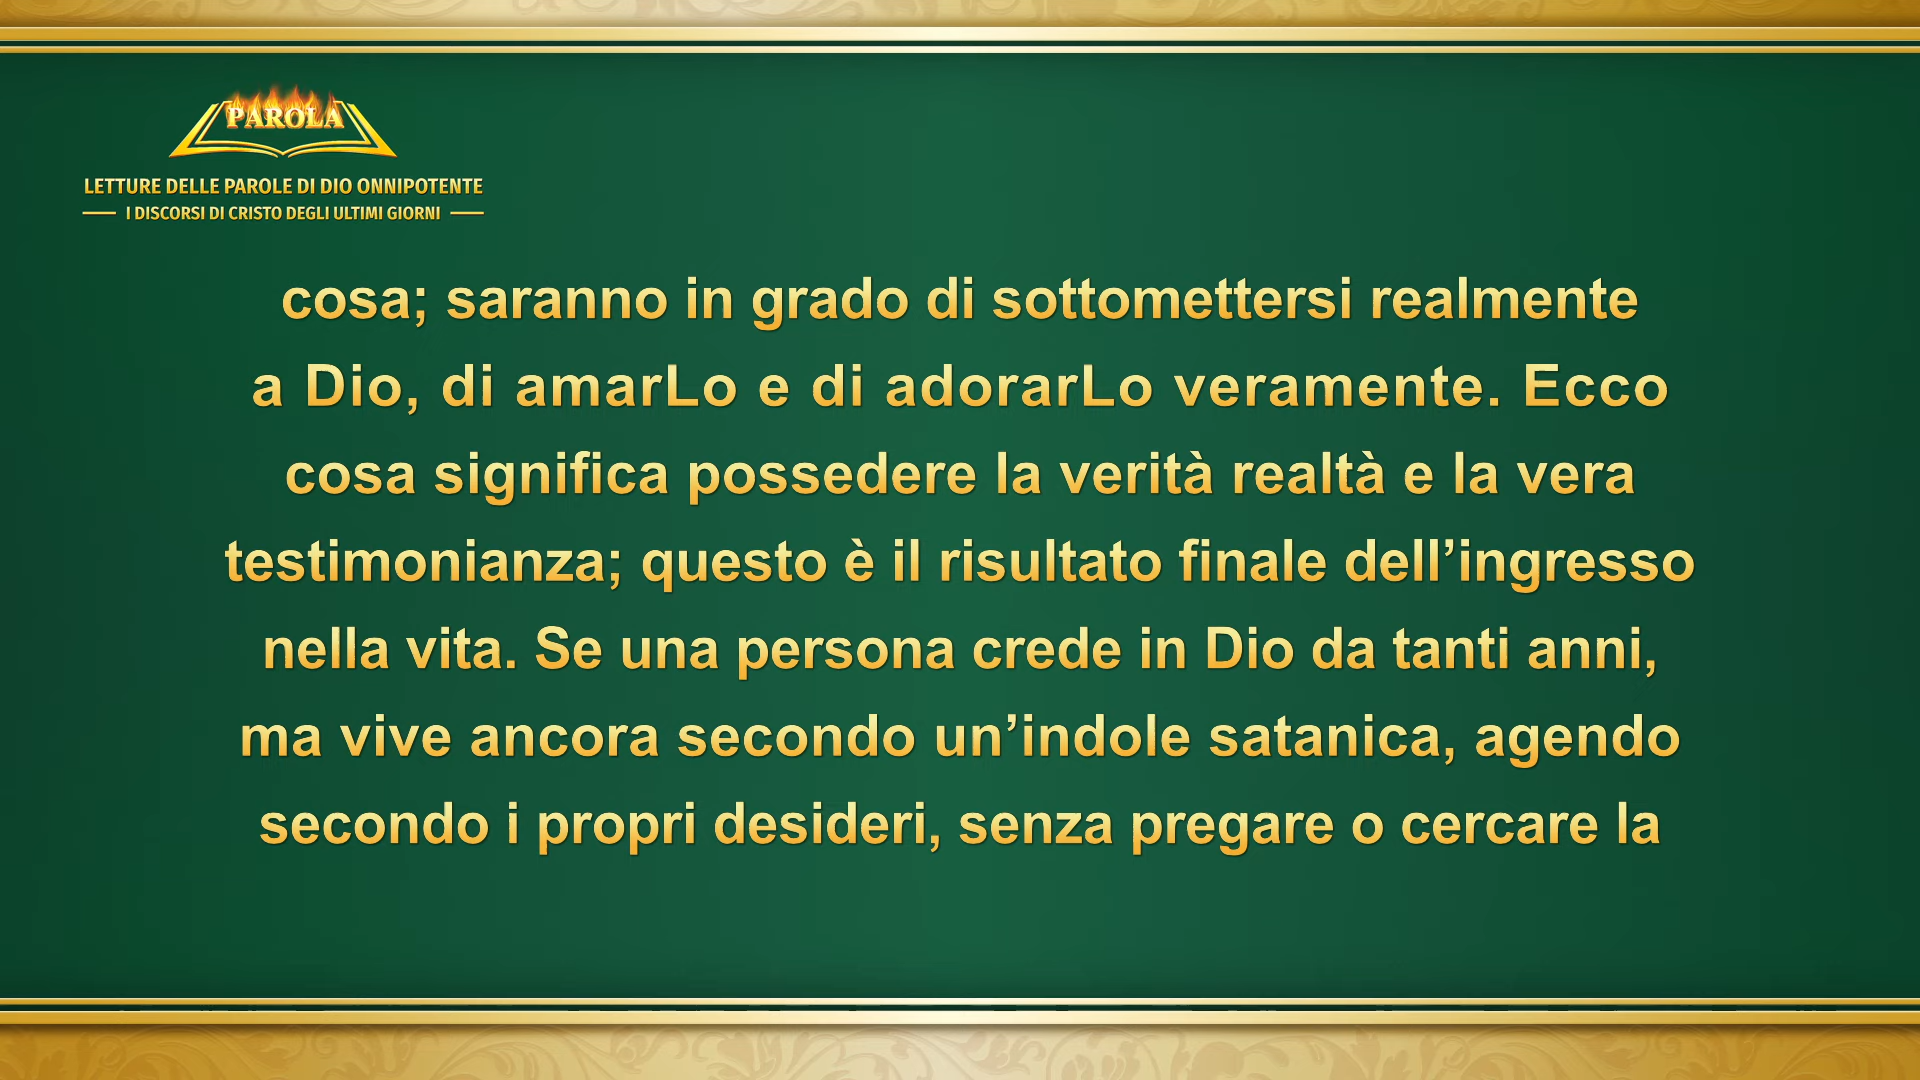 PAROLA
LETTURE DELLE PAROLE DI DIO ONNIPOTENTE
I DISCORSI DI CRISTO DEGLI ULTIMI GIORNI
cosa; saranno in grado di sottomettersi realmente
a Dio, di amarLo e di adorarLo veramente. Ecco
cosa significa possedere la verità realtà e la vera
testimonianza; questo è il risultato finale dell’ingresso
nella vita. Se una persona crede in Dio da tanti anni,
ma vive ancora secondo un’indole satanica, agendo
secondo i propri desideri, senza pregare o cercare la